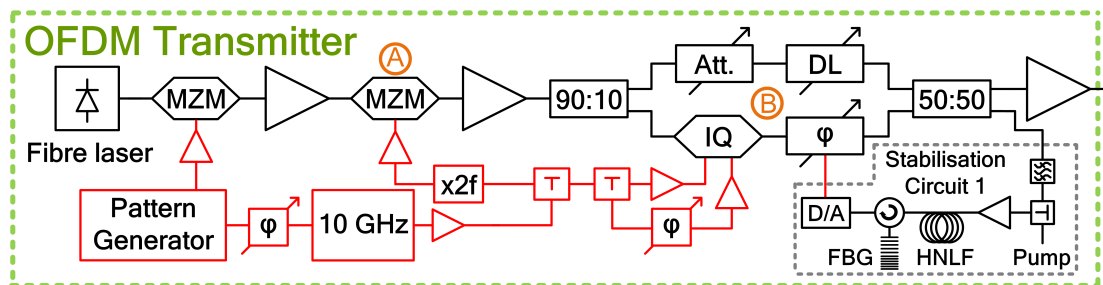 OFDM Transmitter
A
MZM
MZM
90:10
Att.
DL
50:50
B
IQ
φ
Fibre laser
Stabilisation
Circuit 1
x2f
T
T
Pattern
Generator
φ
10 GHz
φ
D/A
T
FBG
HNLF
Pump